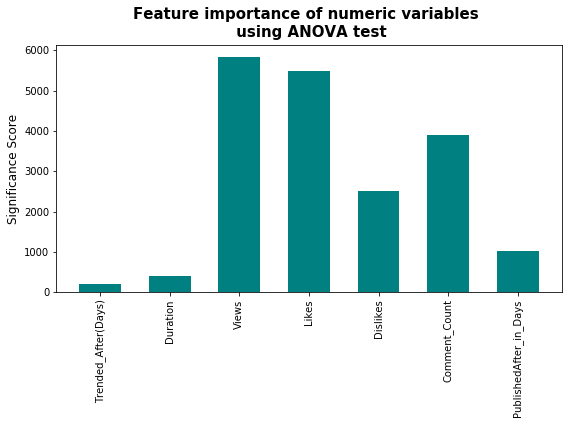 Feature importance of numeric variables
using ANOVA test
Significance Score
6000
5000
4000
3000
2000
1000
0
Trended_After(Days)
Duration
Views
Likes
Dislikes
Comment_Count
PublishedAfter_in_Days